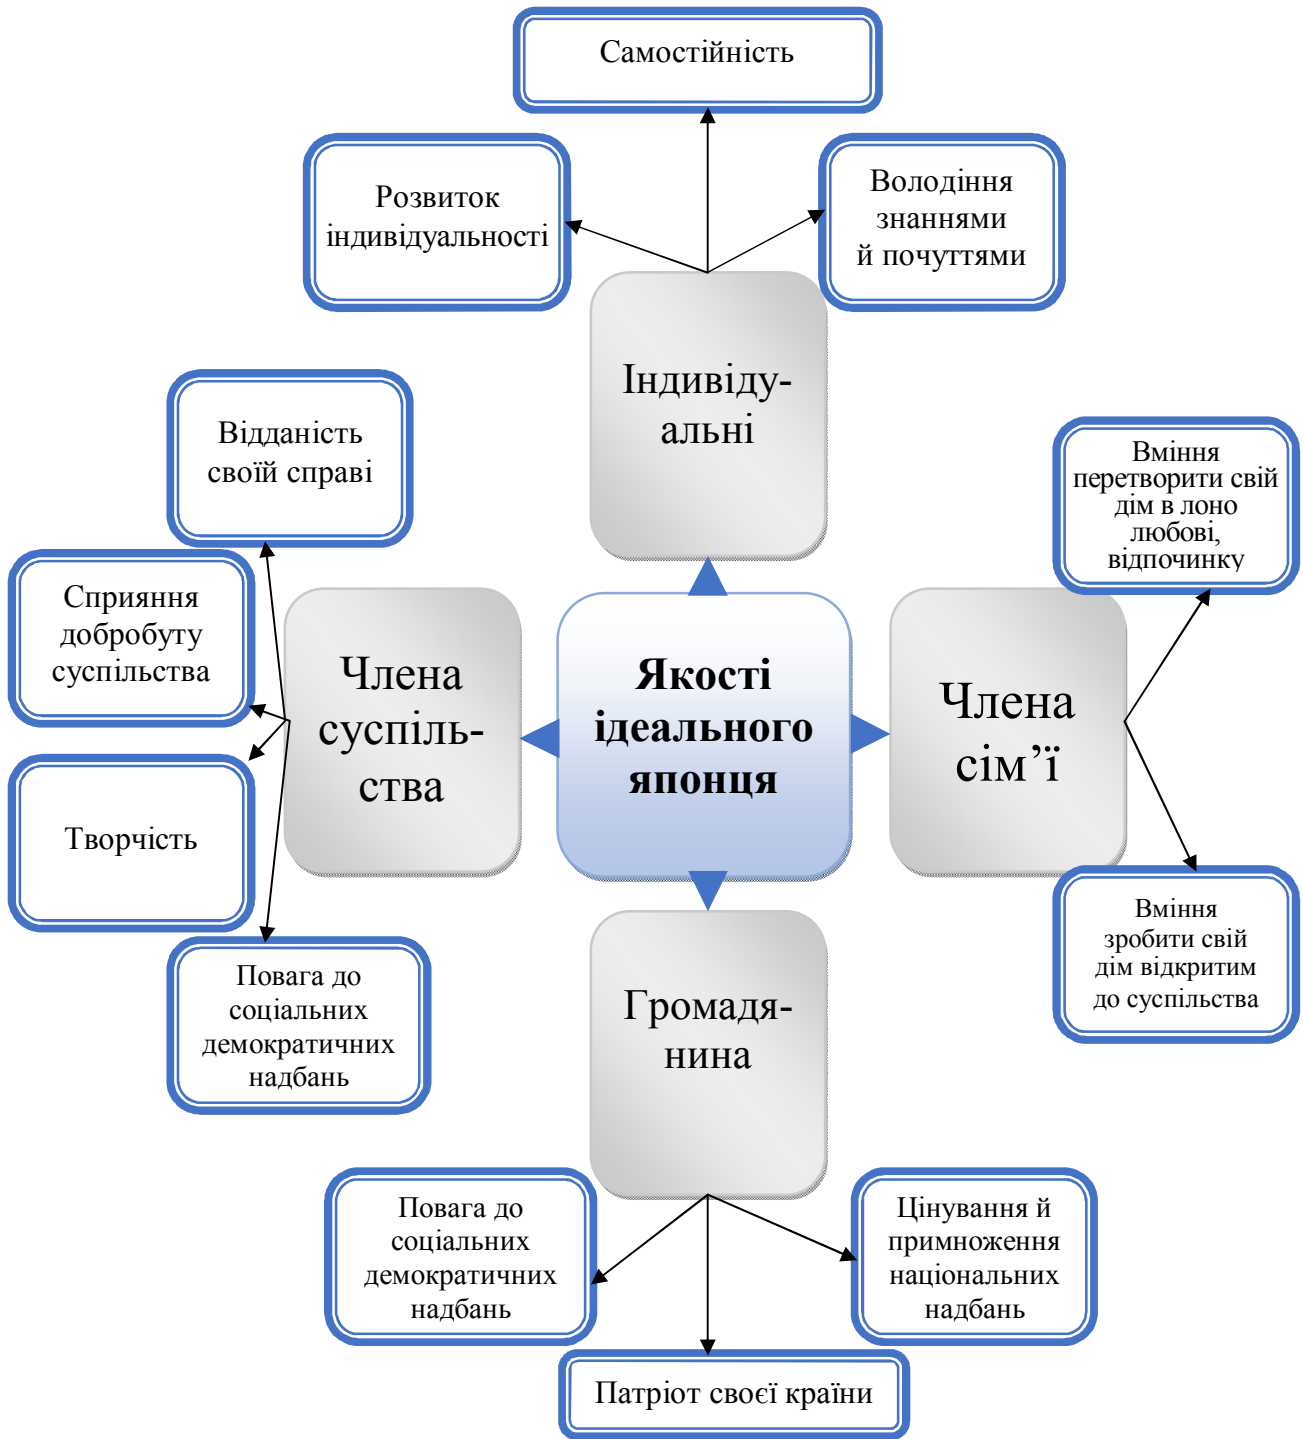 Самостійність
Розвиток
індивідуальності
Володіння
знаннями
й почуттями
Індивіду-
альні
Відданість
своїй справі
Вміння
перетворити свій
дім в лоно
любові,
відпочинку
Сприяння
добробуту
суспільства
Члена
суспіль-
ства
Якості
ідеального
японця
Члена
сім’ї
Творчість
Вміння
зробити свій
дім відкритим
до суспільства
Повага до
соціальних
демократичних
надбань
Громадя-
нина
Повага до
соціальних
демократичних
надбань
Цінування й
примноження
національних
надбань
Патріот своєї країни